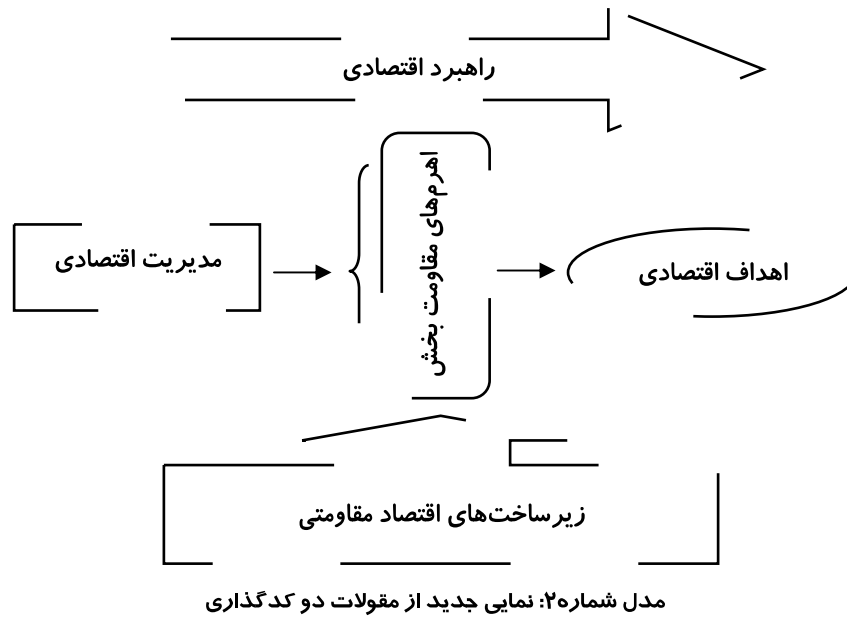 راهبرد اقتصادی
اهرم‌های مقاومت بخش
مدیریت اقتصادی
اهداف اقتصادی
زیرساخت‌های اقتصاد مقاومتی
مدل شماره۲: نمایی جدید از مقولات دو کدگذاری